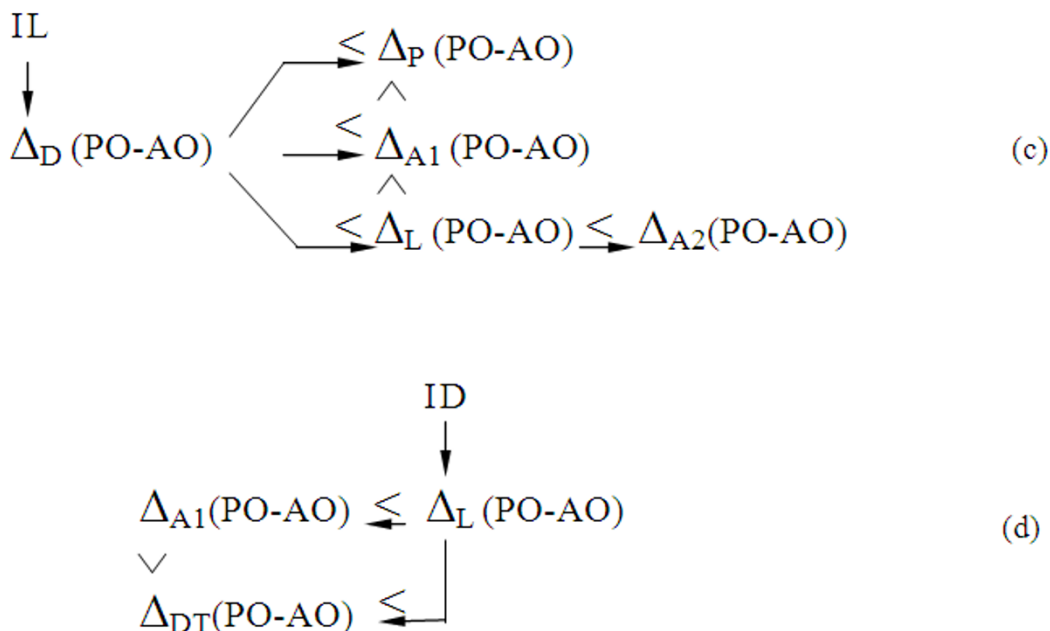 IL
≤ Δ_P (PO-AO)
^
Δ_D (PO-AO) ≤ Δ_A1 (PO-AO) (c)
^
≤ Δ_L (PO-AO) ≤ Δ_A2(PO-AO)
ID
Δ_A1(PO-AO) ≤ Δ_L (PO-AO) (d)
∨
Δ_DT(PO-AO) ≤